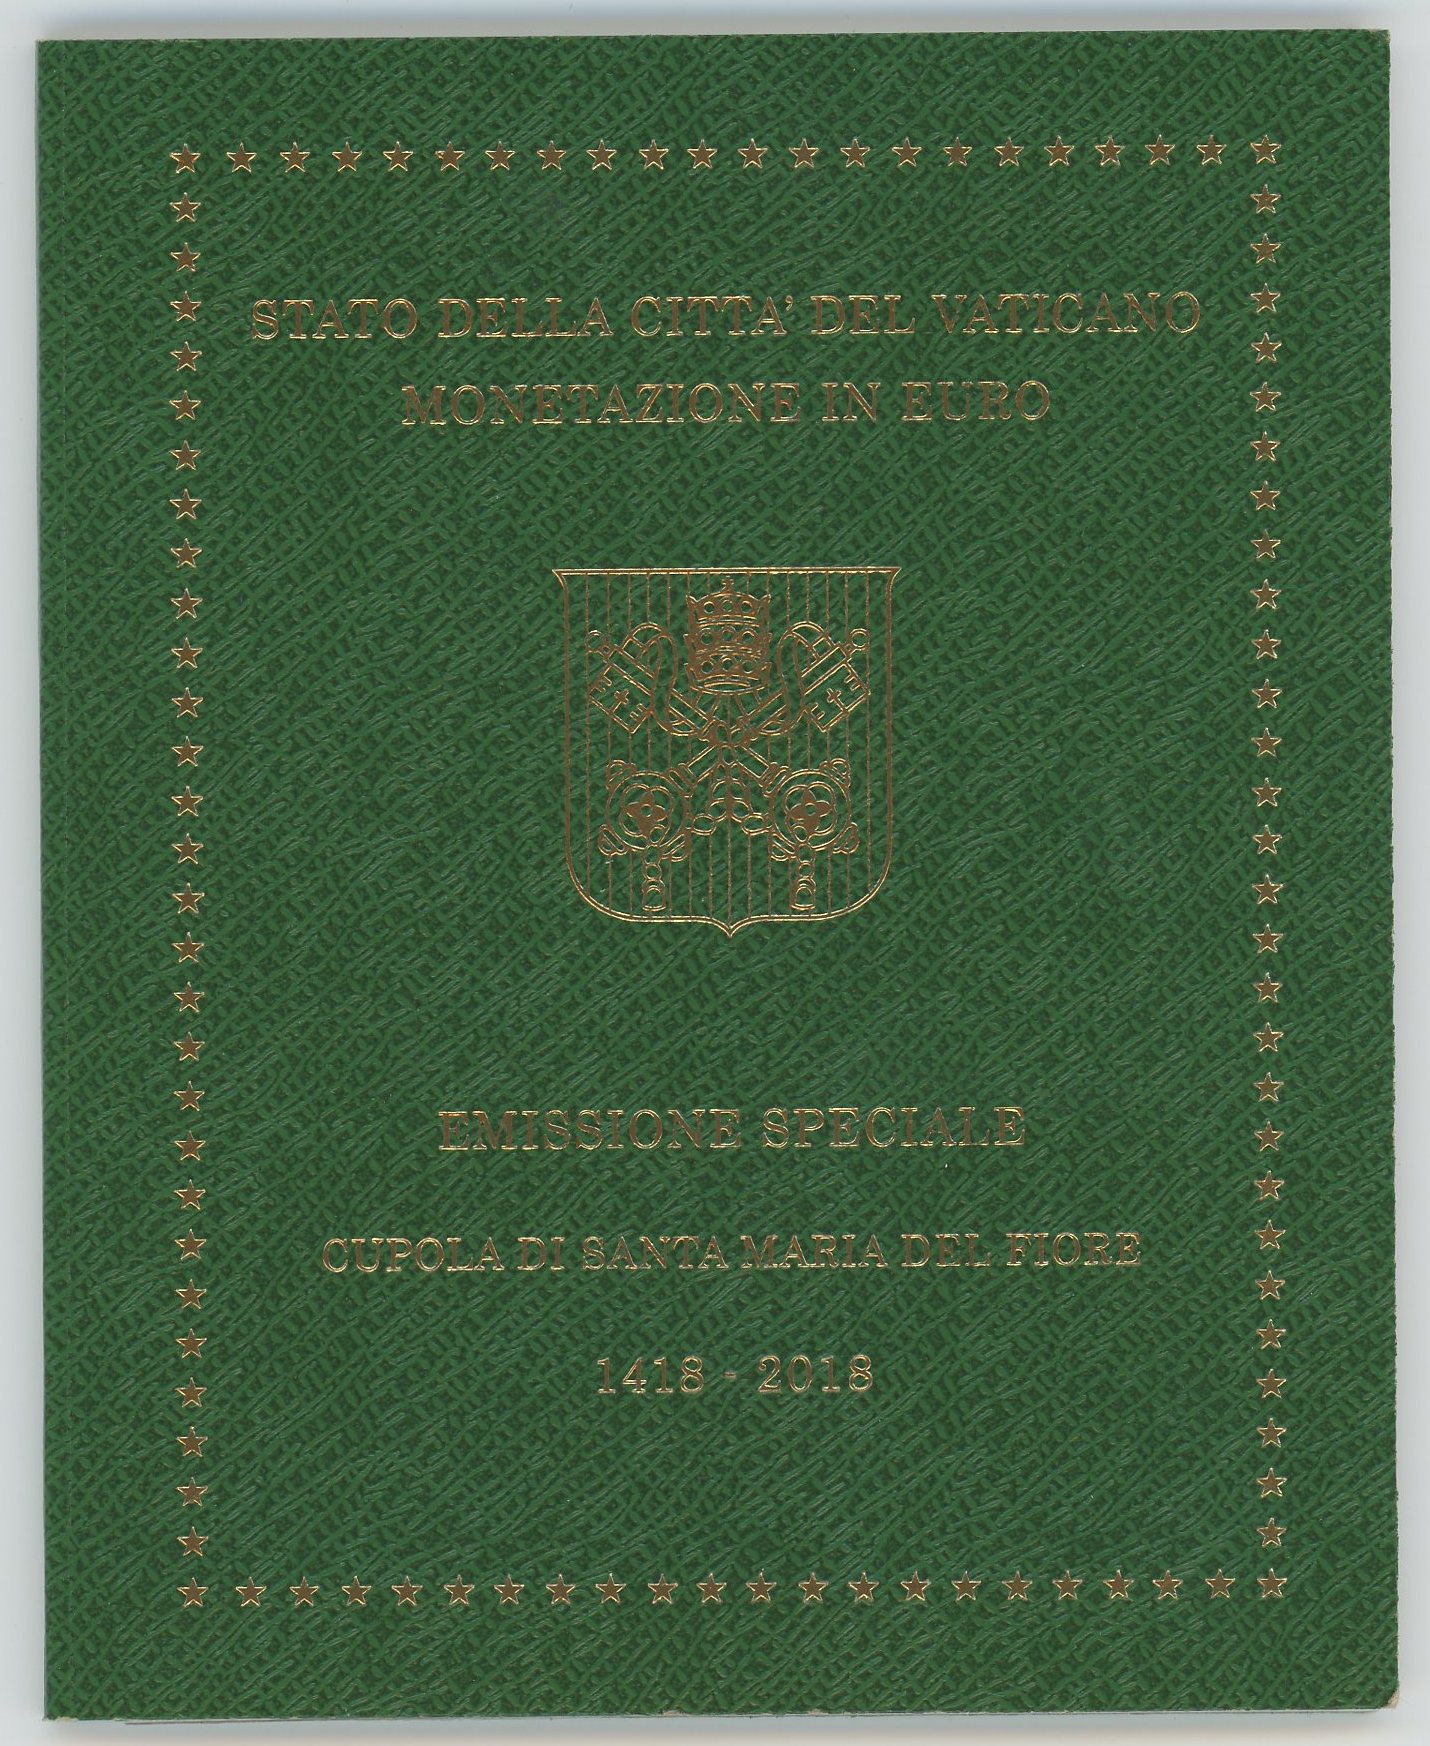 STATO DELLA CITTA' DEL VATICANO
MONETAZIONE IN EURO
EMISSIONE SPECIALE
CUPOLA DI SANTA MARIA DEL FIORE
1418 - 2018